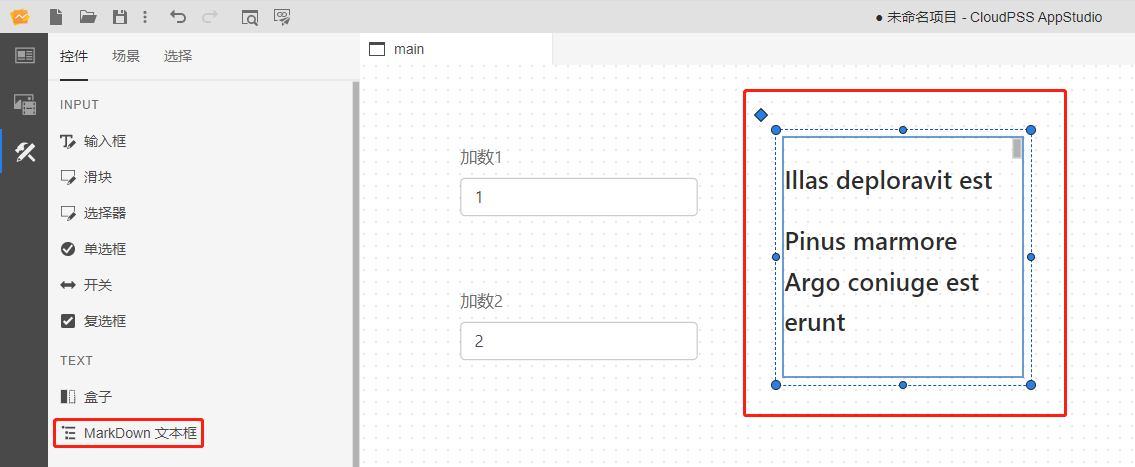 ● 未命名项目 - CloudPSS AppStudio
控件 场景 选择
main
INPUT
输入框
滑块
选择器
单选框
开关
复选框
TEXT
盒子
MarkDown 文本框
加数1
1
加数2
2
Illas deploravit est
Pinus marmore
Argo coniuge est
erunt